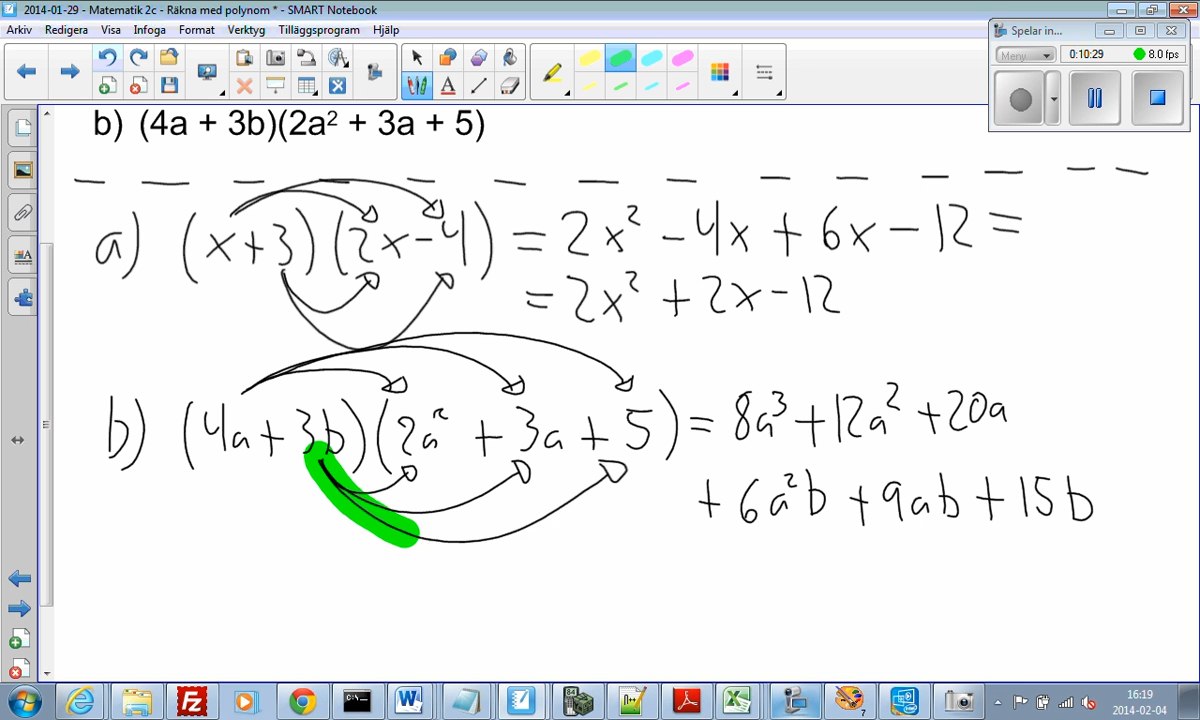 2014-01-29 - Matematik 2c - Räkna med polynom * - SMART Notebook
Arkiv Redigera Visa Infoga Format Verktyg Tilläggsprogram Hjälp
Spelar in...
Meny 0:10:29 8.0 fps
b) (4a + 3b)(2a² + 3a + 5)
a) (x+3)(2x-4) = 2x² - 4x + 6x - 12 =
= 2x² + 2x - 12
b) (4a + 3b)(2a² + 3a + 5) = 8a³ + 12a² + 20a
+ 6a²b + 9ab + 15b
16:19
2014-02-04